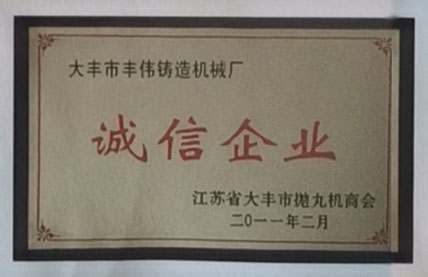 大丰市丰伟铸造机械厂
诚信企业
江苏省大丰市抛丸机商会
二0一一年二月